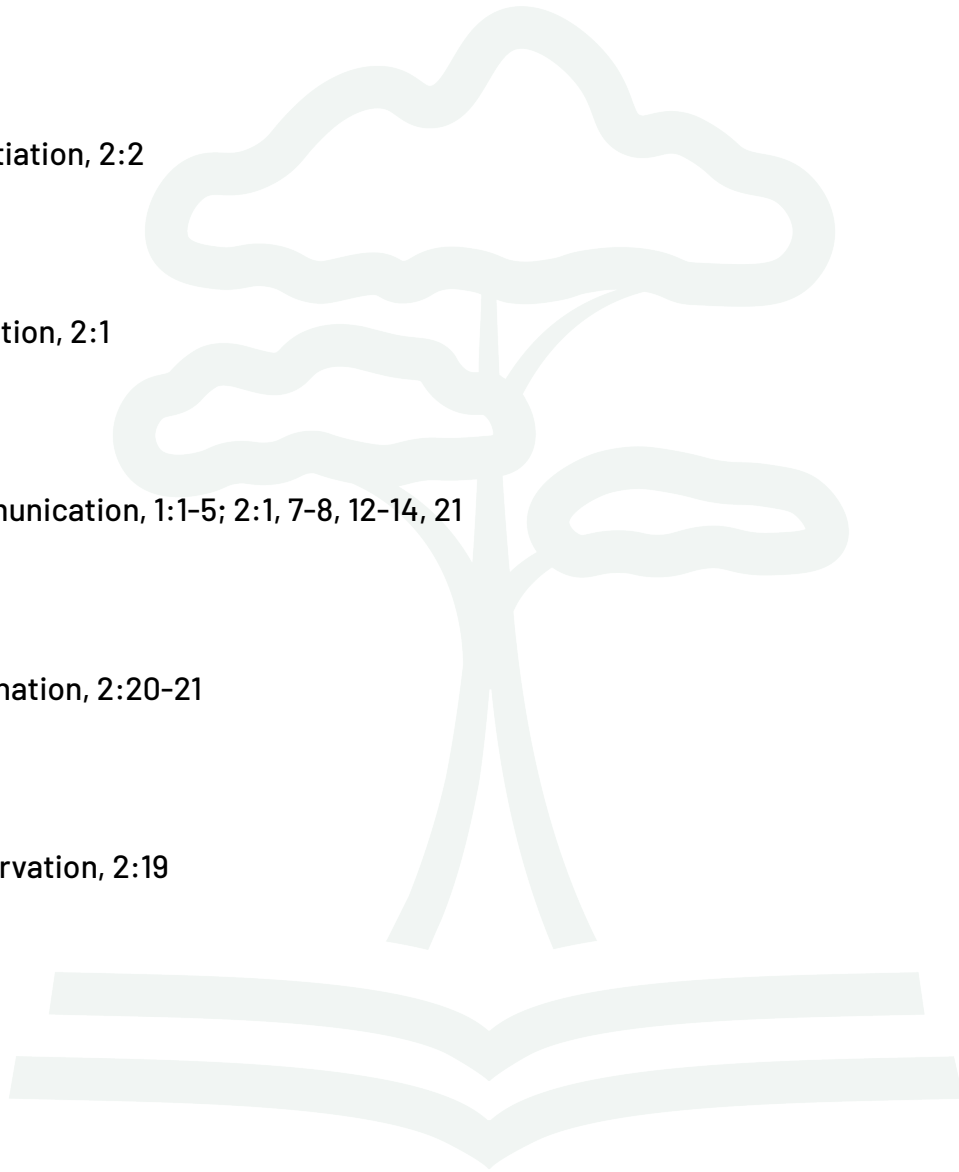 tiation, 2:2
tion, 2:1
unication, 1:1-5; 2:1, 7-8, 12-14, 21
nation, 2:20-21
rvation, 2:19